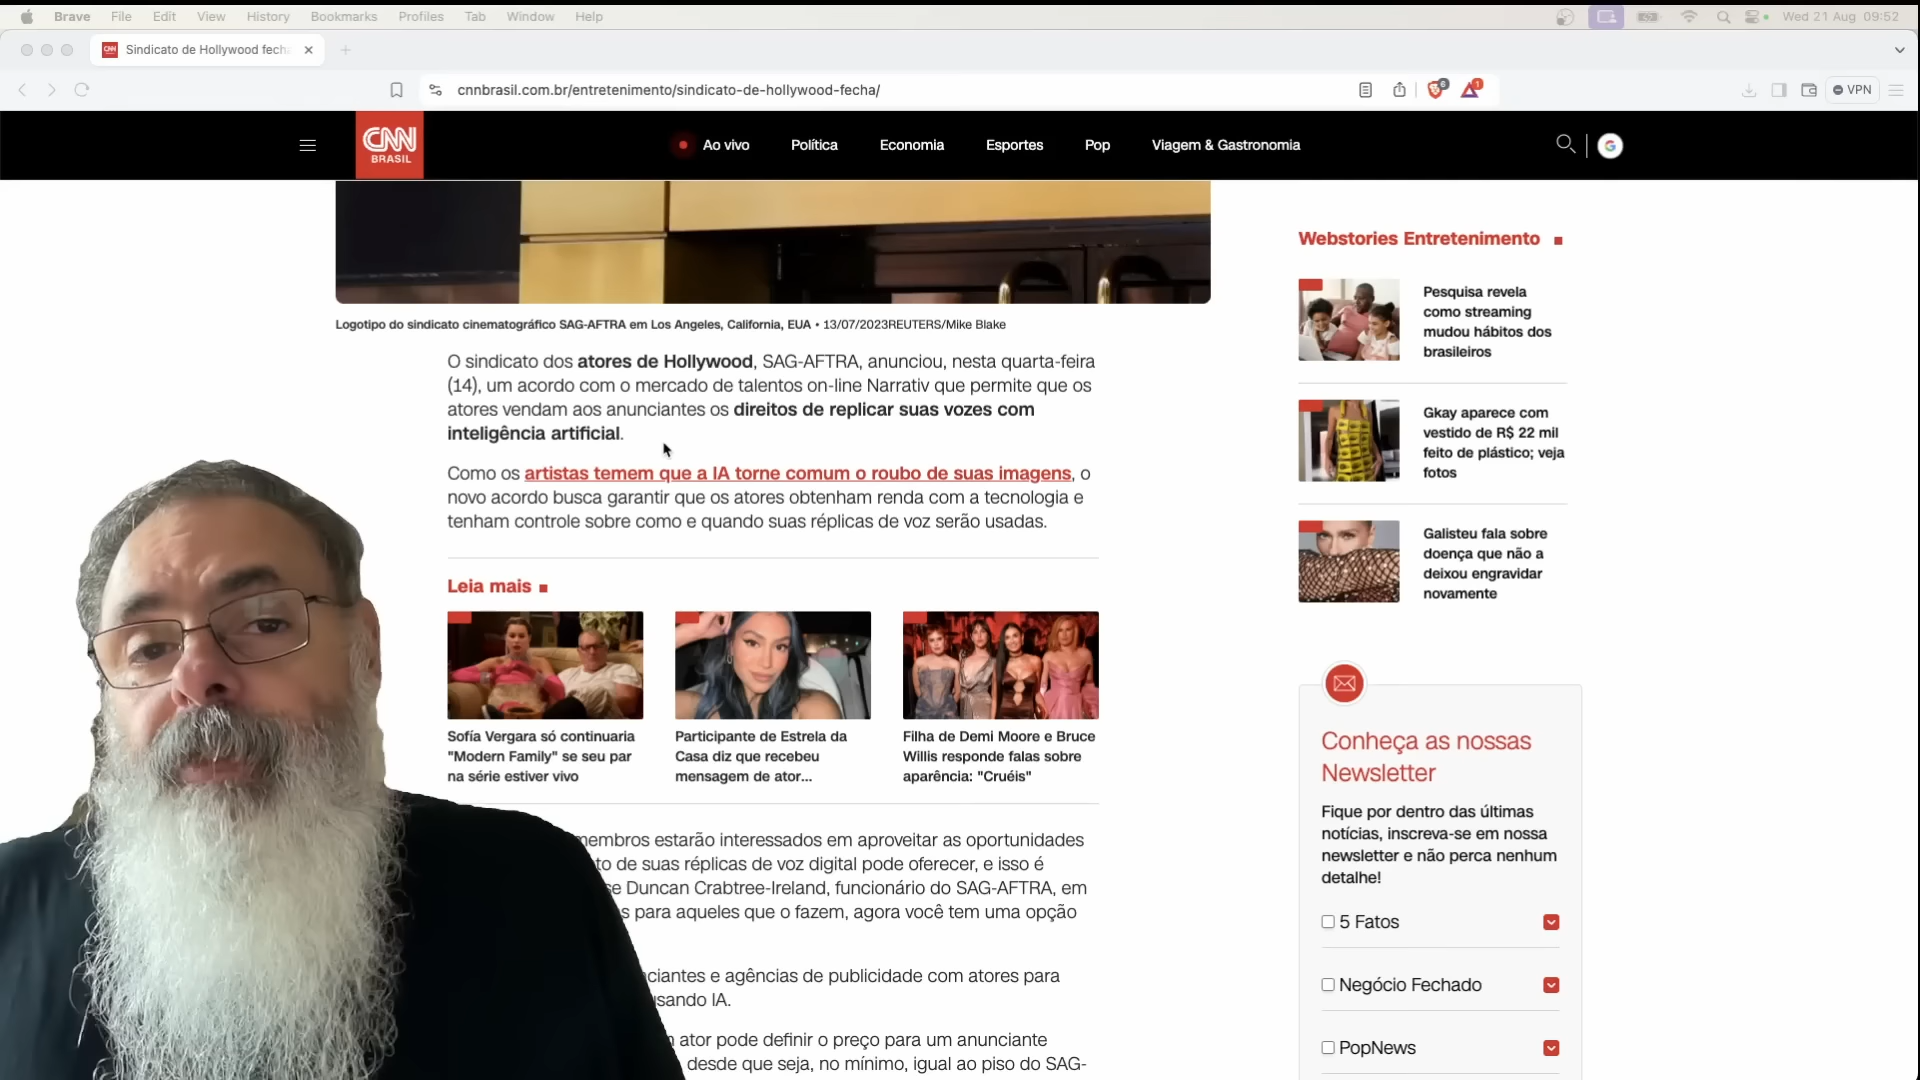 Brave File Edit View History Bookmarks Profiles Tab Window Help Wed 21 Aug 09:52
Sindicato de Hollywood fech
cnnbrasil.com.br/entretenimento/sindicato-de-hollywood-fecha/
VPN
CNN BRASIL
Ao vivo Política Economia Esportes Pop Viagem & Gastronomia
Logotipo do sindicato cinematográfico SAG-AFTRA em Los Angeles, California, EUA • 13/07/2023REUTERS/Mike Blake
O sindicato dos atores de Hollywood, SAG-AFTRA, anunciou, nesta quarta-feira
(14), um acordo com o mercado de talentos on-line Narrativ que permite que os
atores vendam aos anunciantes os direitos de replicar suas vozes com
inteligência artificial.
Como os artistas temem que a IA torne comum o roubo de suas imagens, o
novo acordo busca garantir que os atores obtenham renda com a tecnologia e
tenham controle sobre como e quando suas réplicas de voz serão usadas.
Leia mais
Sofía Vergara só continuaria
"Modern Family" se seu par
na série estiver vivo
Participante de Estrela da
Casa diz que recebeu
mensagem de ator...
Filha de Demi Moore e Bruce
Willis responde falas sobre
aparência: "Cruéis"
membros estarão interessados em aproveitar as oportunidades
to de suas réplicas de voz digital pode oferecer, e isso é
se Duncan Crabtree-Ireland, funcionário do SAG-AFTRA, em
s para aqueles que o fazem, agora você tem uma opção
ciantes e agências de publicidade com atores para
usando IA.
ator pode definir o preço para um anunciante
desde que seja, no mínimo, igual ao piso do SAG-
Webstories Entretenimento
Pesquisa revela
como streaming
mudou hábitos dos
brasileiros
Gkay aparece com
vestido de R$ 22 mil
feito de plástico; veja
fotos
Galisteu fala sobre
doença que não a
deixou engravidar
novamente
Conheça as nossas
Newsletter
Fique por dentro das últimas
notícias, inscreva-se em nossa
newsletter e não perca nenhum
detalhe!
5 Fatos
Negócio Fechado
PopNews